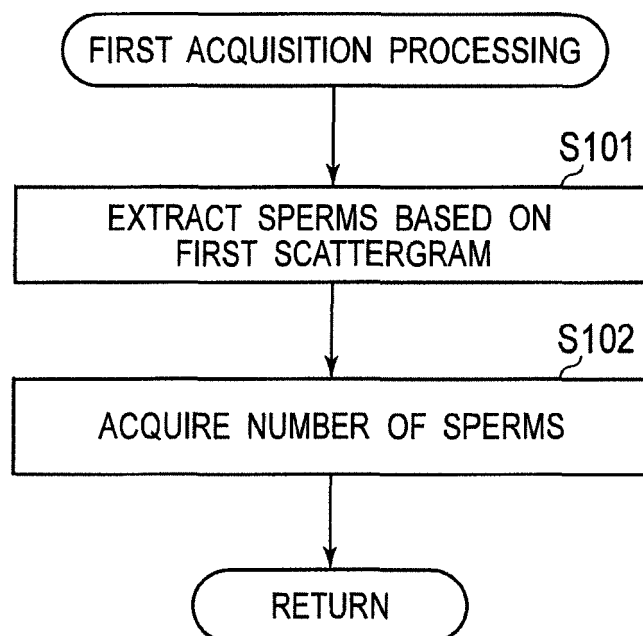 FIRST ACQUISITION PROCESSING
S101
EXTRACT SPERMS BASED ON
FIRST SCATTERGRAM
S102
ACQUIRE NUMBER OF SPERMS
RETURN